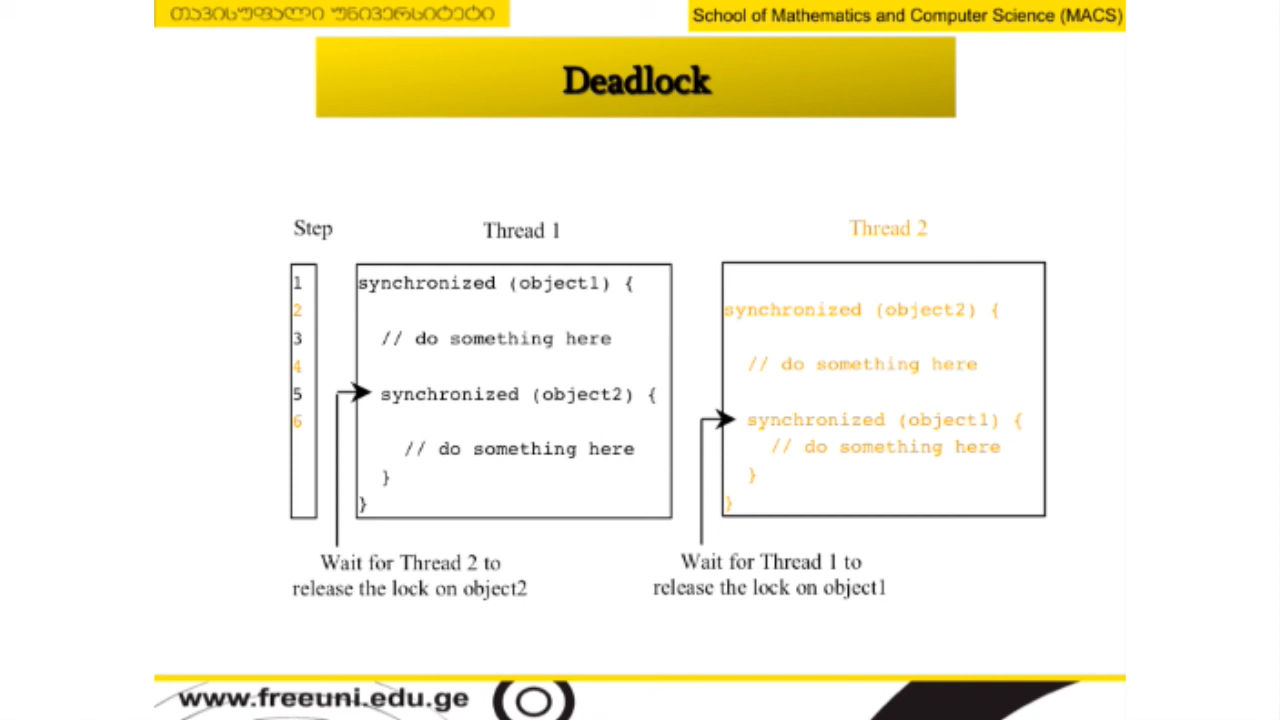 თავისუფალი უნივერსიტეტი
School of Mathematics and Computer Science (MACS)
Deadlock
Step
1
2
3
4
5
6
Thread 1
synchronized (object1) {
// do something here
synchronized (object2) {
// do something here
}
}
Wait for Thread 2 to
release the lock on object2
Thread 2
synchronized (object2) {
// do something here
synchronized (object1) {
// do something here
}
}
Wait for Thread 1 to
release the lock on object1
www.freeuni.edu.ge